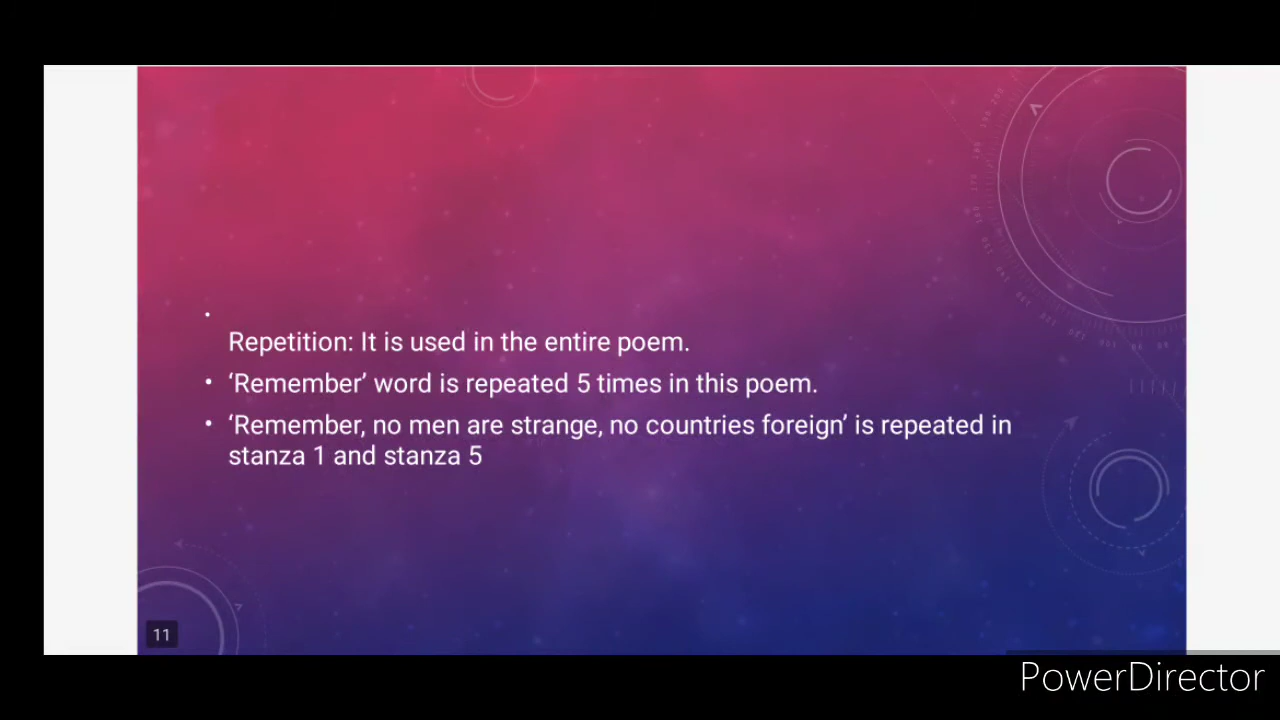 Repetition: It is used in the entire poem.
• ‘Remember’ word is repeated 5 times in this poem.
• ‘Remember, no men are strange, no countries foreign’ is repeated in
stanza 1 and stanza 5
11
PowerDirector